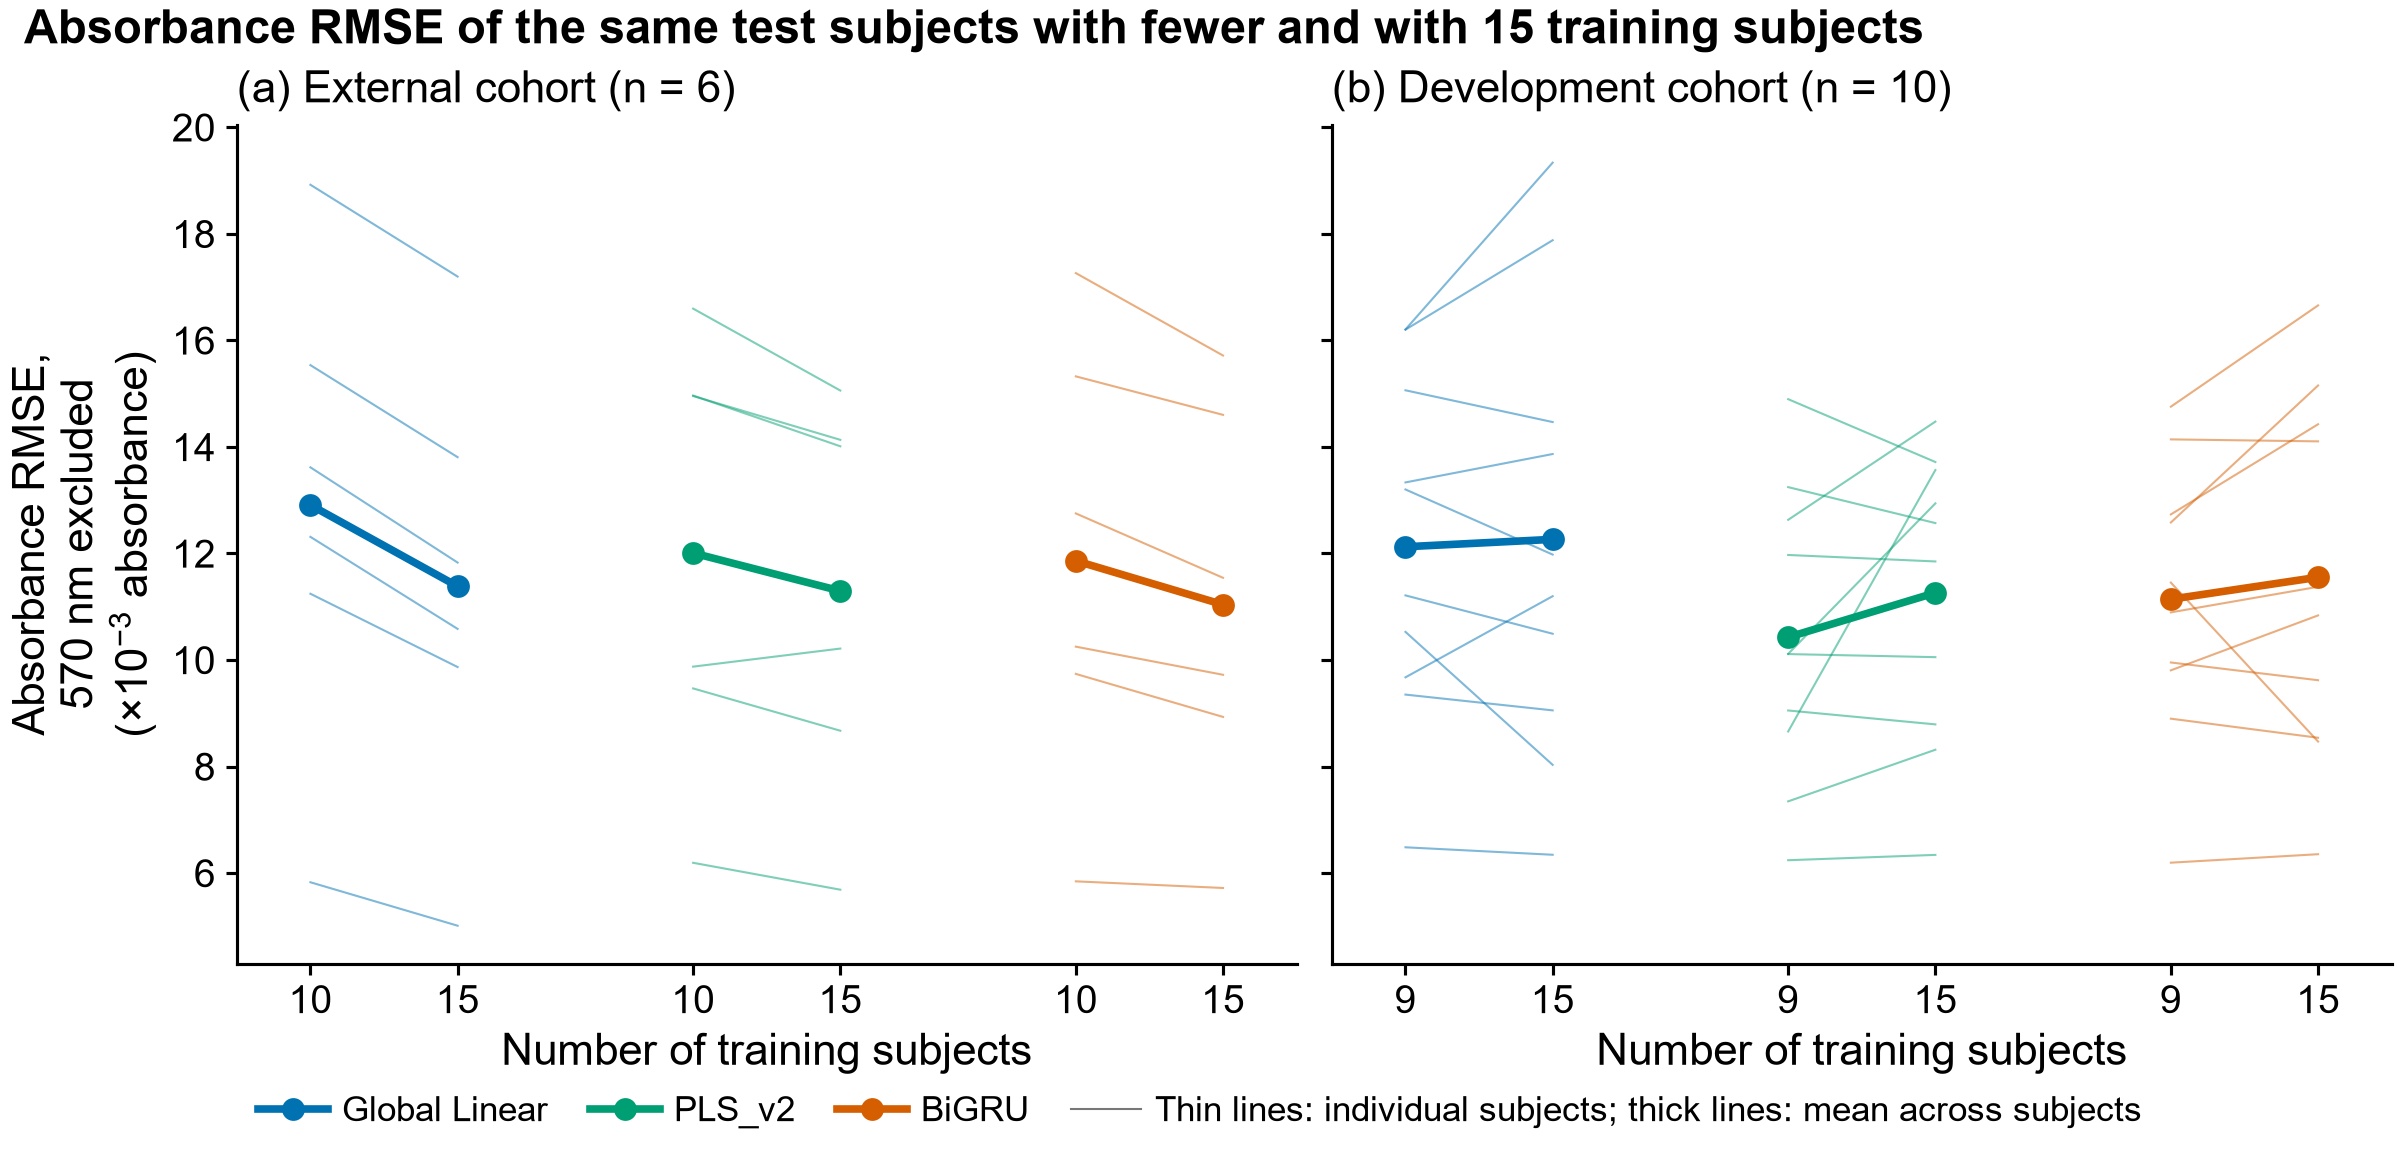 Absorbance RMSE of the same test subjects with fewer and with 15 training subjects
(a) External cohort (n = 6)
(b) Development cohort (n = 10)
Absorbance RMSE,
570 nm excluded
(×10⁻³ absorbance)
20
18
16
14
12
10
8
6
10 15 10 15 10 15
9 15 9 15 9 15
Number of training subjects
Number of training subjects
Global Linear PLS_v2 BiGRU Thin lines: individual subjects; thick lines: mean across subjects